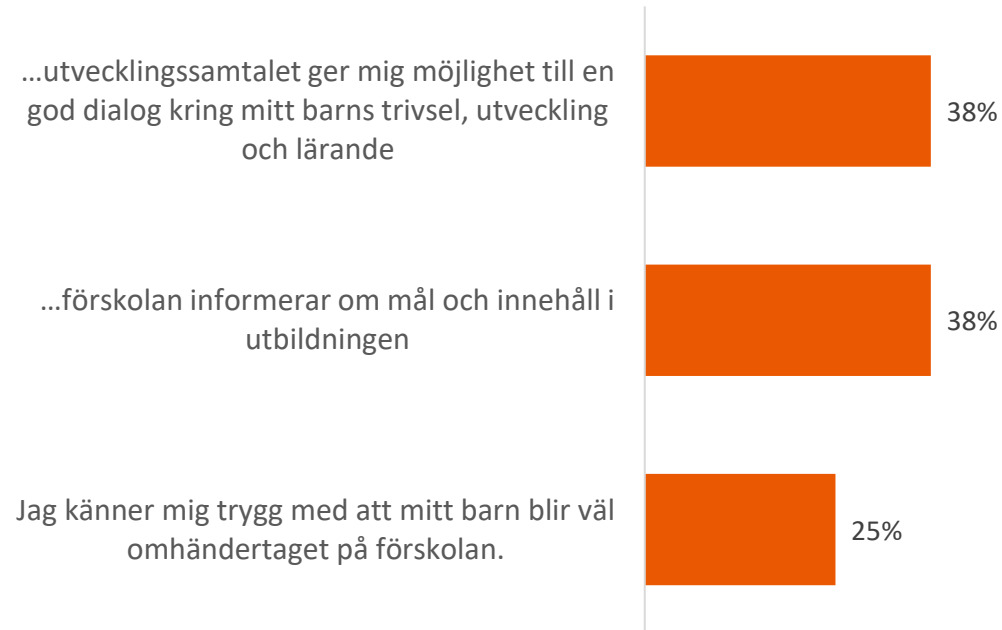 …utvecklingssamtalet ger mig möjlighet till en
god dialog kring mitt barns trivsel, utveckling
och lärande
38%
…förskolan informerar om mål och innehåll i
utbildningen
38%
Jag känner mig trygg med att mitt barn blir väl
omhändertaget på förskolan.
25%